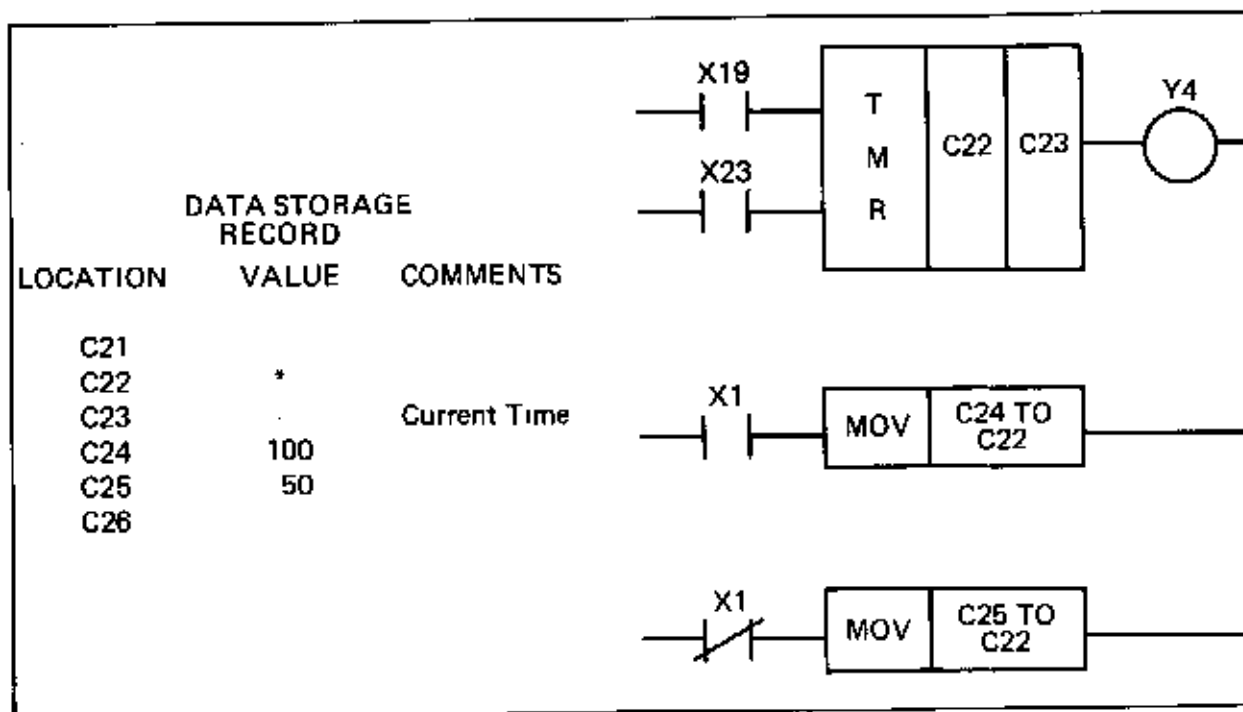 DATA STORAGE
RECORD
LOCATION VALUE COMMENTS
C21
C22 *
C23 Current Time
C24 100
C25 50
C26
X19
X23
T
M
R
C22
C23
Y4
X1
MOV
C24 TO
C22
X1
MOV
C25 TO
C22